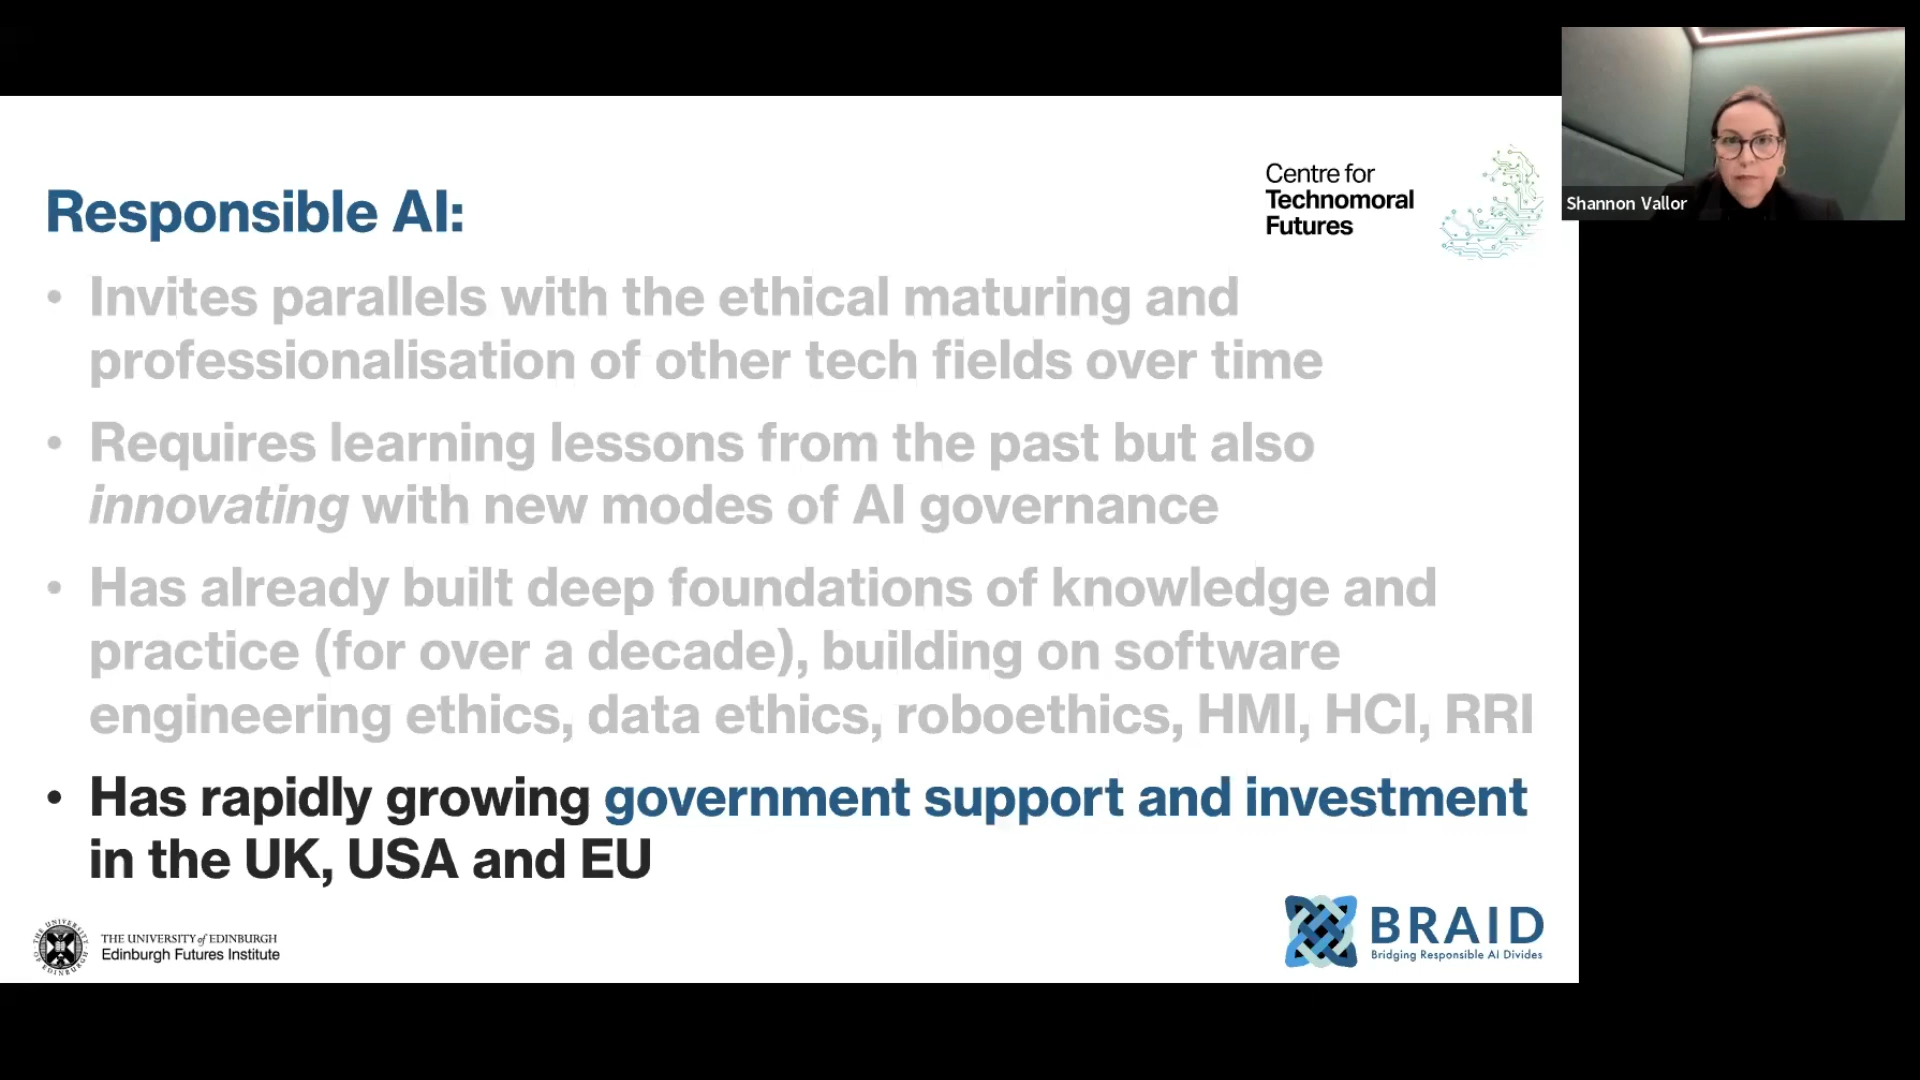 Responsible AI:
Centre for
Technomoral
Futures
Shannon Vallor
• Invites parallels with the ethical maturing and
professionalisation of other tech fields over time
• Requires learning lessons from the past but also
innovating with new modes of AI governance
• Has already built deep foundations of knowledge and
practice (for over a decade), building on software
engineering ethics, data ethics, roboethics, HMI, HCI, RRI
• Has rapidly growing government support and investment
in the UK, USA and EU
THE UNIVERSITY of EDINBURGH
Edinburgh Futures Institute
BRAID
Bridging Responsible AI Divides